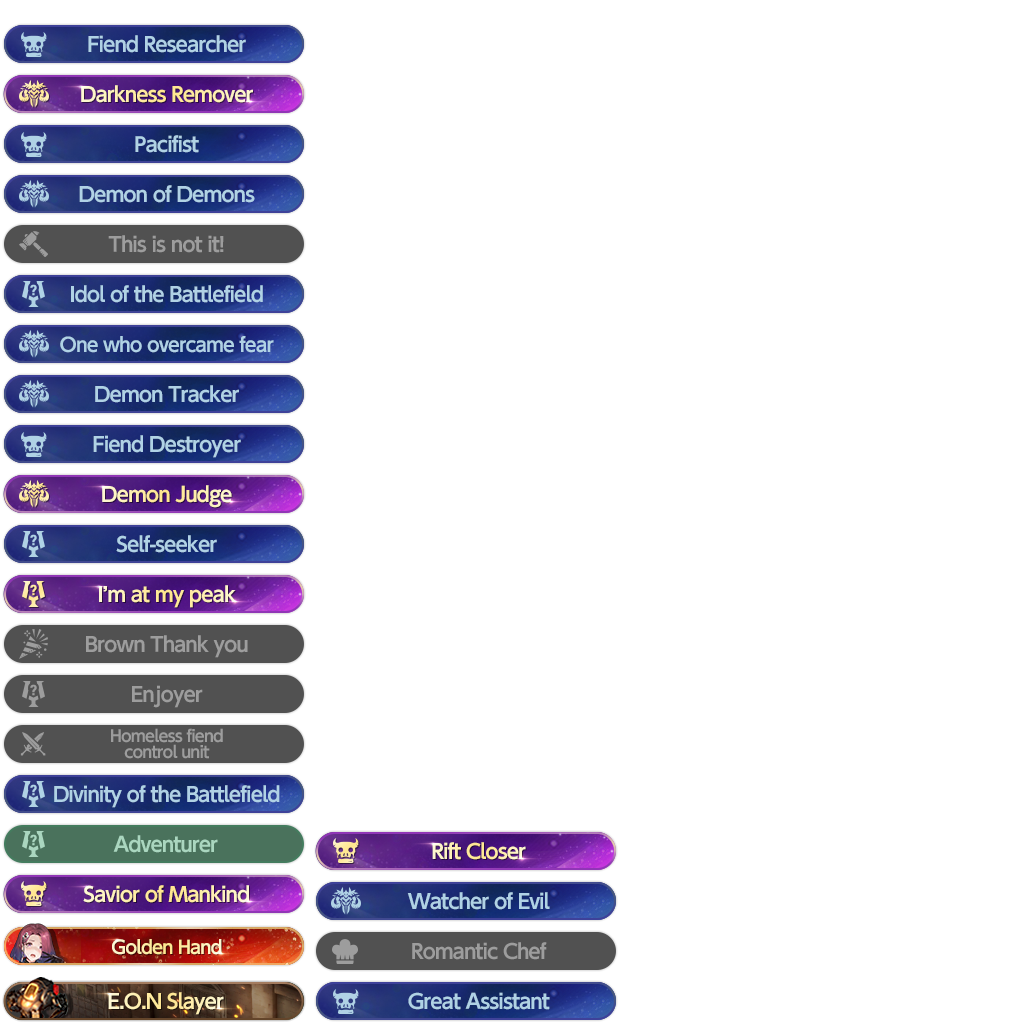 Fiend Researcher
Darkness Remover
Pacifist
Demon of Demons
This is not it!
Idol of the Battlefield
One who overcame fear
Demon Tracker
Fiend Destroyer
Demon Judge
Self-seeker
I'm at my peak
Brown Thank you
Enjoyer
Homeless fiend
control unit
Divinity of the Battlefield
Adventurer
Savior of Mankind
Golden Hand
E.O.N Slayer
Rift Closer
Watcher of Evil
Romantic Chef
Great Assistant